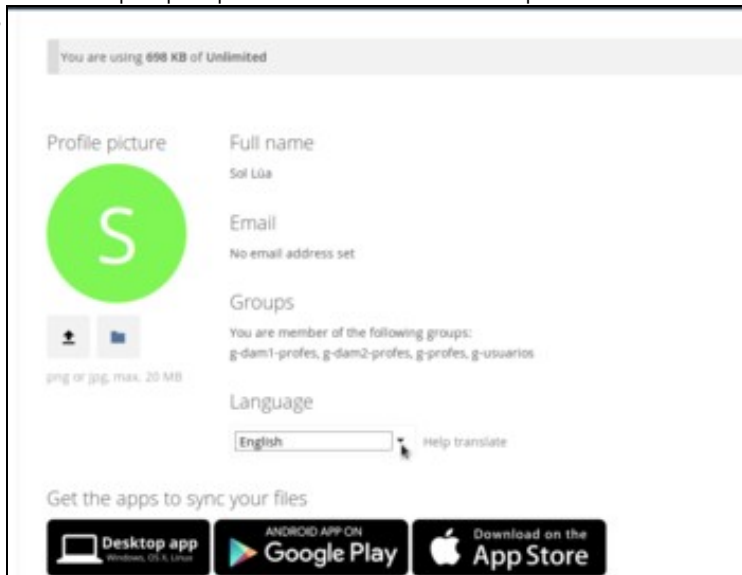 You are using 698 KB of Unlimited
Profile picture
S
png or jpg, max. 20 MB
Full name
Sol Lúa
Email
No email address set
Groups
You are member of the following groups:
g-dam1-profes, g-dam2-profes, g-profes, g-usuarios
Language
English
Help translate
Get the apps to sync your files
Desktop app
Windows, OS X, Linux
ANDROID APP ON
Google Play
Download on the
App Store